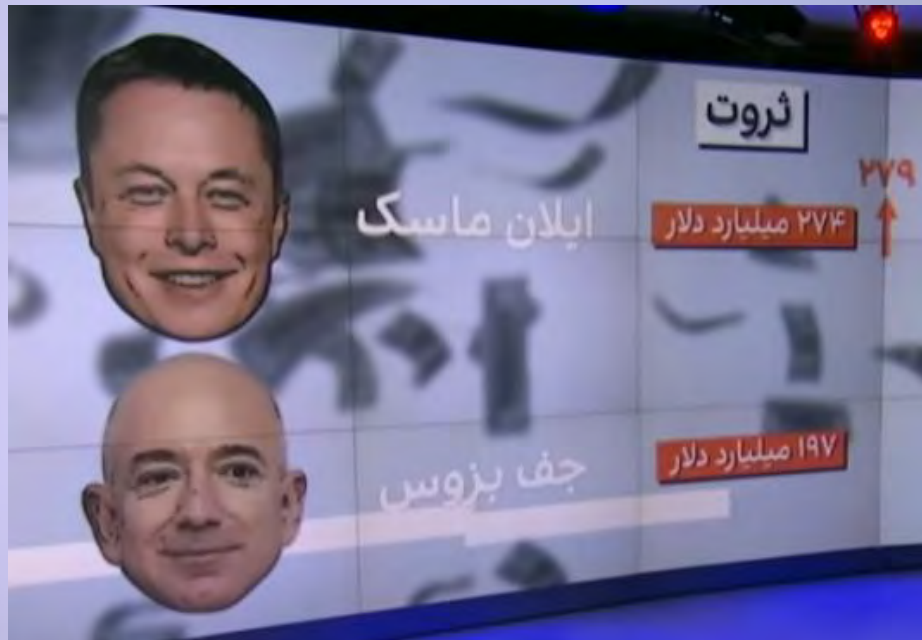 ثروت
۲۷۹
ایلان ماسک
۲۷۴ میلیارد دلار
جف بزوس
۱۹۷ میلیارد دلار